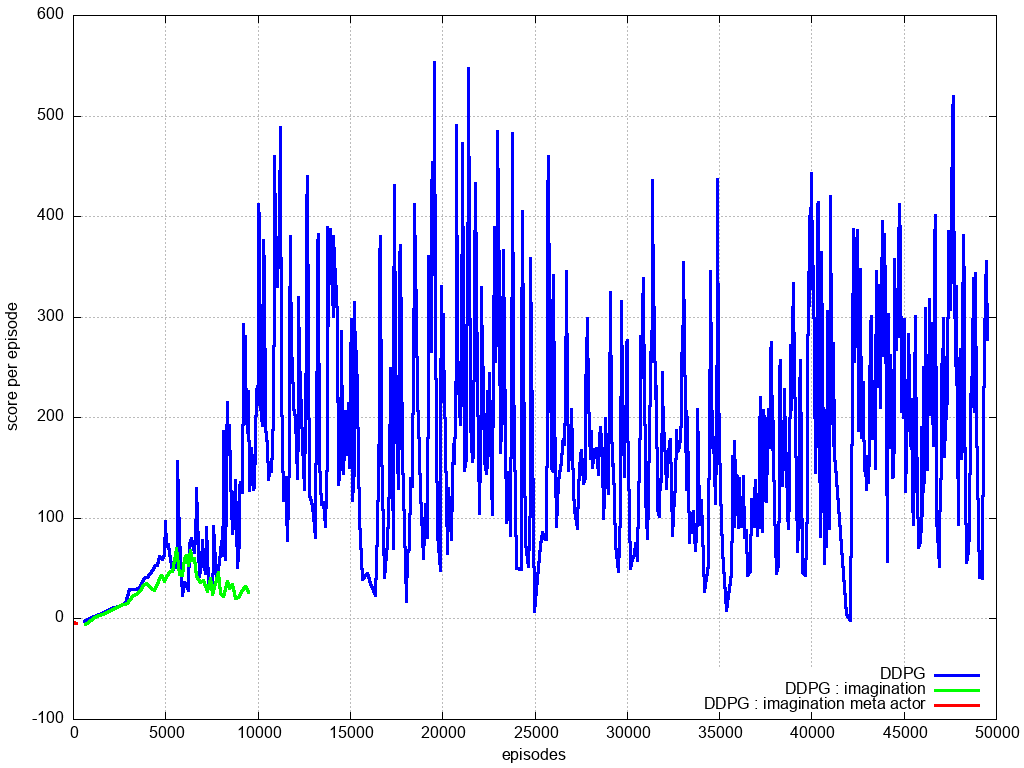 600
500
400
300
200
100
0
-100
score per episode
0 5000 10000 15000 20000 25000 30000 35000 40000 45000 50000
episodes
DDPG
DDPG : imagination
DDPG : imagination meta actor